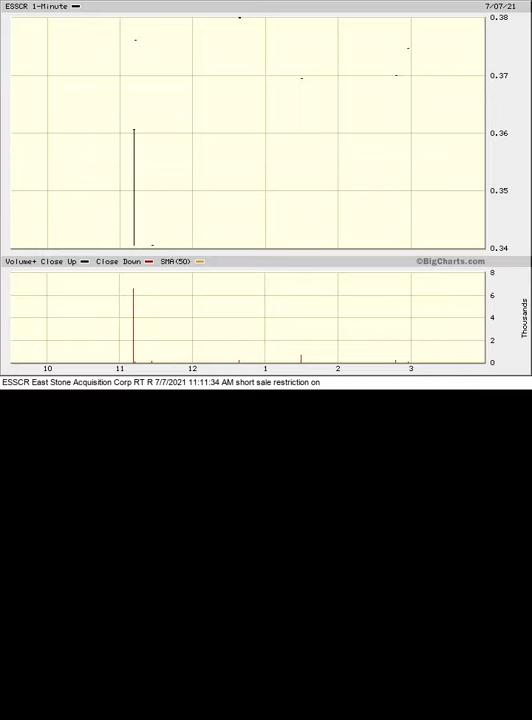 ESSCR 1-Minute 7/07/21
0.38
0.37
0.36
0.35
0.34
Volume+ Close Up Close Down SMA(50) ©BigCharts.com
8
6
4
2
0
Thousands
10 11 12 1 2 3
ESSCR East Stone Acquisition Corp RT R 7/7/2021 11:11:34 AM short sale restriction on